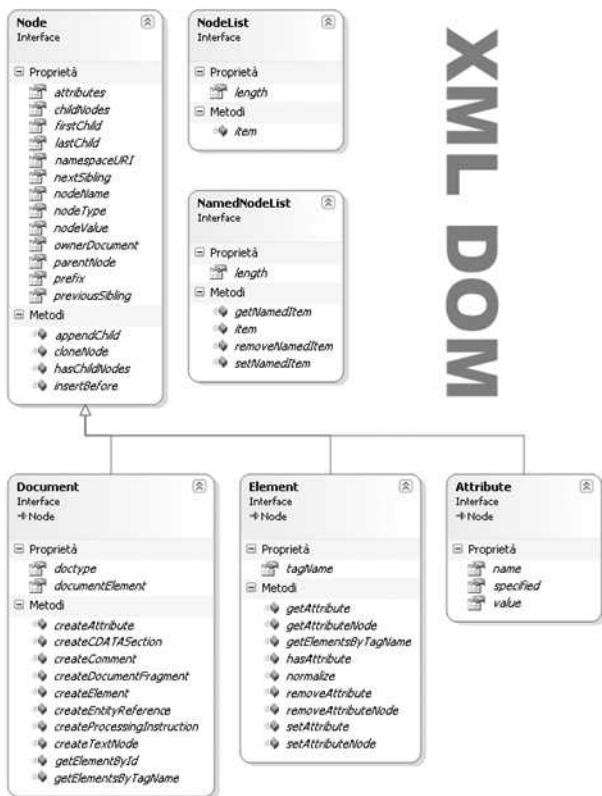 Node
Interface
Proprietà
attributes
childNodes
firstChild
lastChild
namespaceURI
nextSibling
nodeName
nodeType
nodeValue
ownerDocument
parentNode
prefix
previousSibling
Metodi
appendChild
cloneNode
hasChildNodes
insertBefore
NodeList
Interface
Proprietà
length
Metodi
item
NamedNodeList
Interface
Proprietà
length
Metodi
getNamedItem
item
removeNamedItem
setNamedItem
XML DOM
Document
Interface
Node
Proprietà
doctype
documentElement
Metodi
createAttribute
createCDATASection
createComment
createDocumentFragment
createElement
createEntityReference
createProcessingInstruction
createTextNode
getElementById
getElementsByTagName
Element
Interface
Node
Proprietà
tagName
Metodi
getAttribute
getAttributeNode
getElementsByTagName
hasAttribute
normalize
removeAttribute
removeAttributeNode
setAttribute
setAttributeNode
Attribute
Interface
Node
Proprietà
name
specified
value